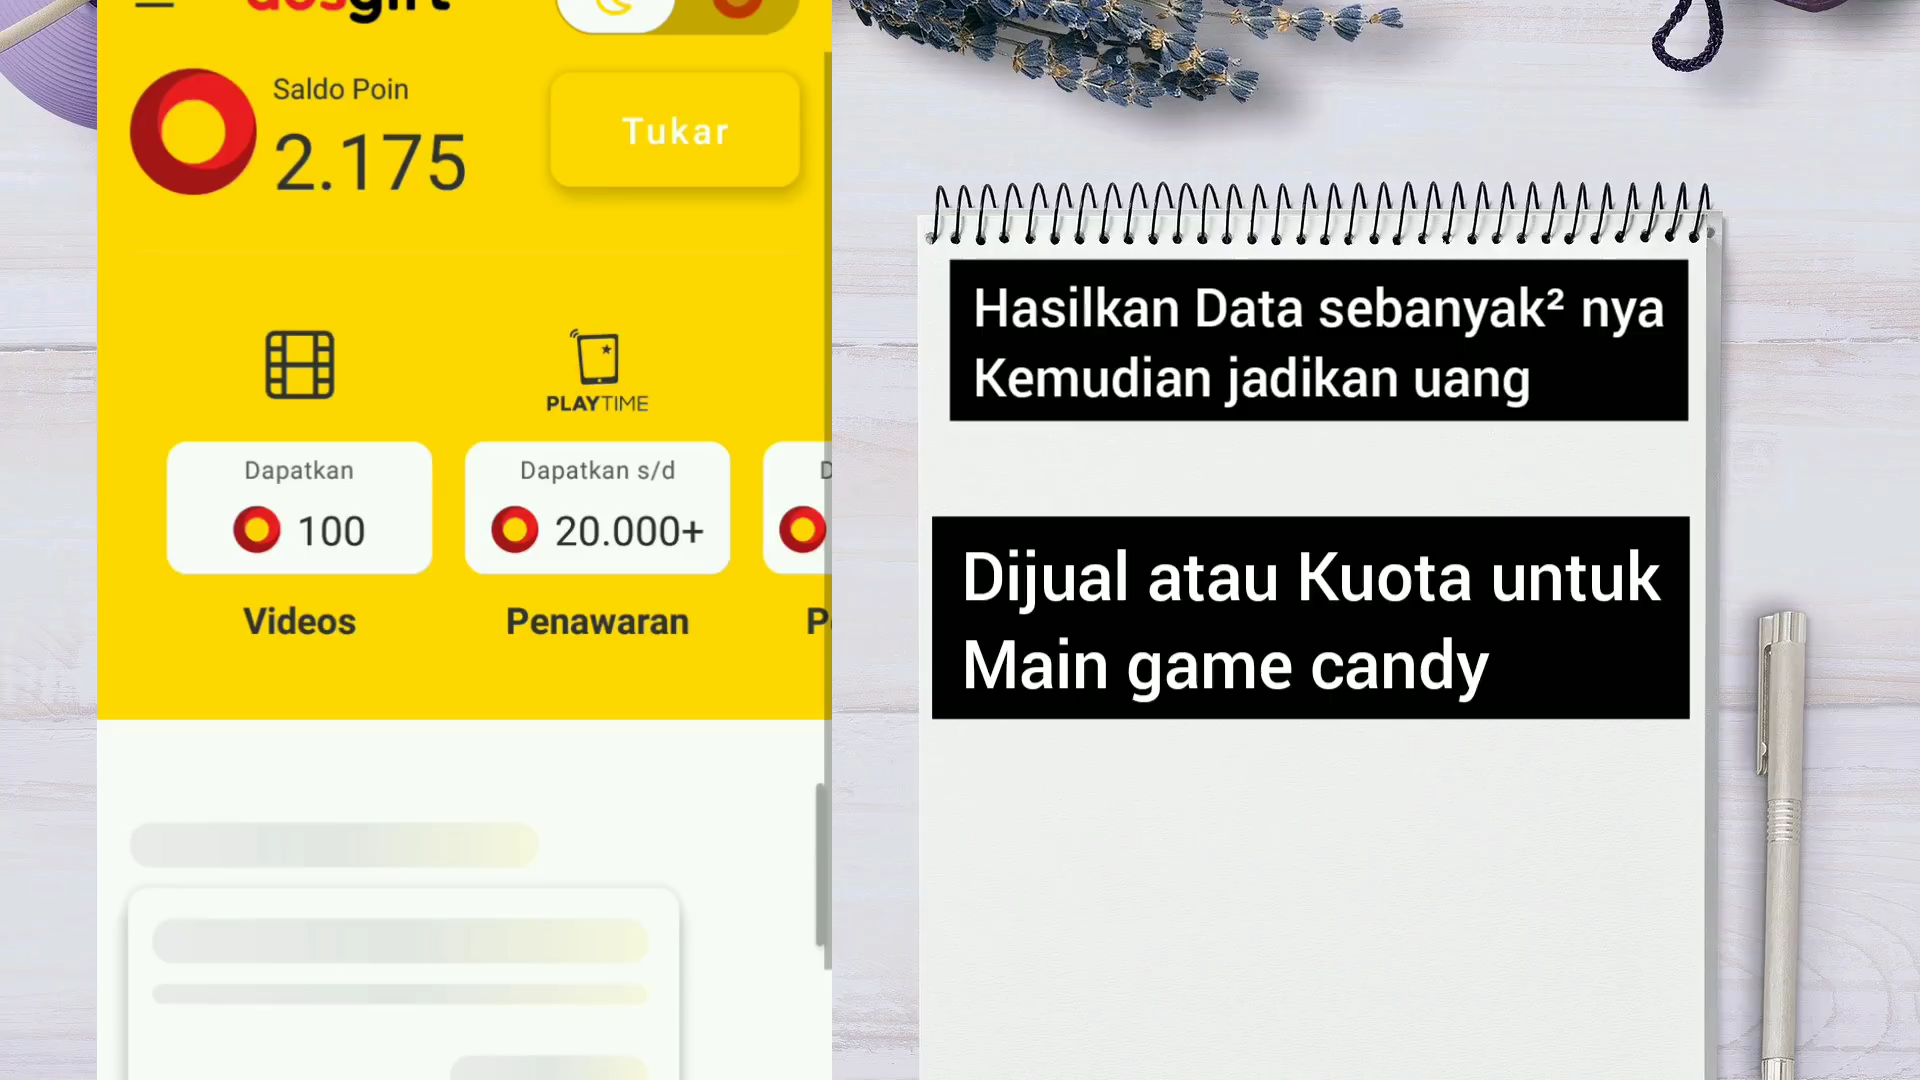 Saldo Poin
2.175
Tukar
PLAYTIME
Dapatkan
100
Dapatkan s/d
20.000+
Videos
Penawaran
Hasilkan Data sebanyak² nya
Kemudian jadikan uang
Dijual atau Kuota untuk
Main game candy